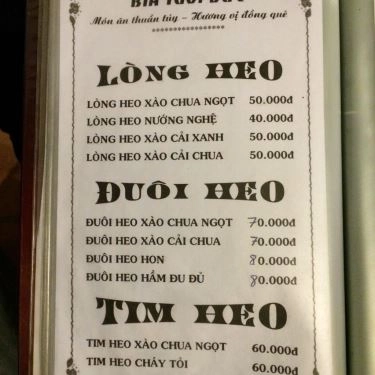 BIA TƯƠI
Món ăn thuần túy – Hương vị đồng quê
LÒNG HEO
LÒNG HEO XÀO CHUA NGỌT 50.000đ
LÒNG HEO NƯỚNG NGHỆ 40.000đ
LÒNG HEO XÀO CẢI XANH 50.000đ
LÒNG HEO XÀO CẢI CHUA 50.000đ
ĐUÔI HEO
ĐUÔI HEO XÀO CHUA NGỌT 70.000đ
ĐUÔI HEO XÀO CẢI CHUA 70.000đ
ĐUÔI HEO HON 80.000đ
ĐUÔI HEO HẦM ĐU ĐỦ 80.000đ
TIM HEO
TIM HEO XÀO CHUA NGỌT 60.000đ
TIM HEO CHÁY TỎI 60.000đ